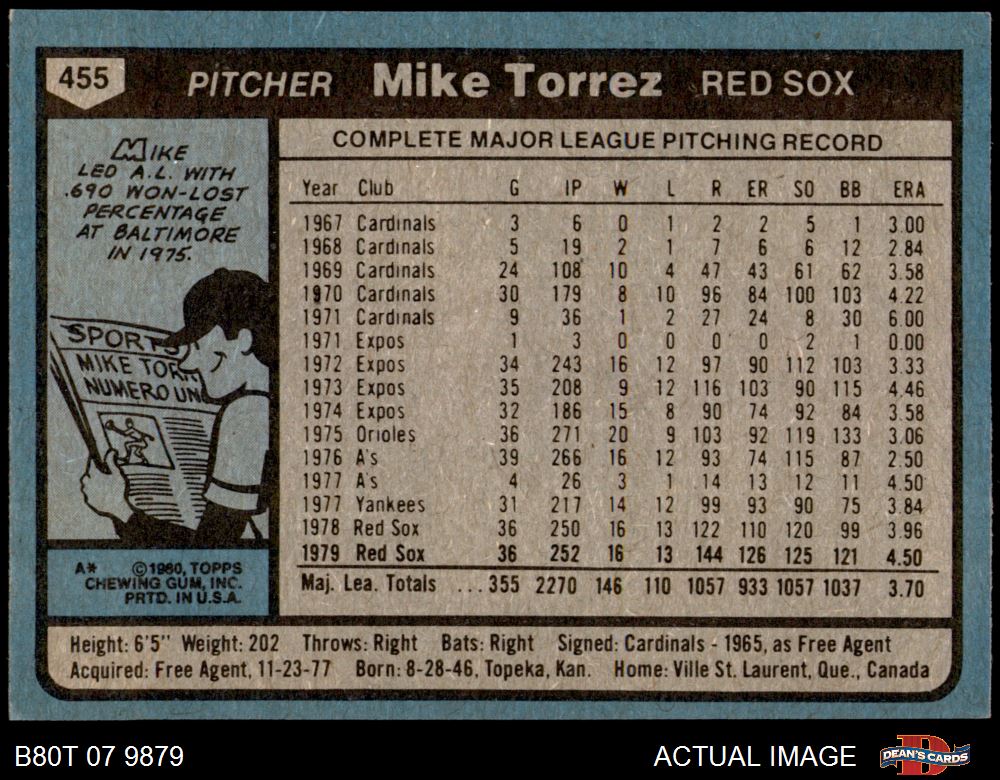 455 PITCHER Mike Torrez RED SOX
MIKE
LED A.L. WITH
.690 WON-LOST
PERCENTAGE
AT BALTIMORE
IN 1975.
SPORTS
MIKE TORR
NUMERO UN
A* ©1980, TOPPS
CHEWING GUM, INC.
PRTD. IN U.S.A.
COMPLETE MAJOR LEAGUE PITCHING RECORD
Year Club G IP W L R ER SO BB ERA
1967 Cardinals 3 6 0 1 2 2 5 1 3.00
1968 Cardinals 5 19 2 1 7 6 6 12 2.84
1969 Cardinals 24 108 10 4 47 43 61 62 3.58
1970 Cardinals 30 179 8 10 96 84 100 103 4.22
1971 Cardinals 9 36 1 2 27 24 8 30 6.00
1971 Expos 1 3 0 0 0 0 2 1 0.00
1972 Expos 34 243 16 12 97 90 112 103 3.33
1973 Expos 35 208 9 12 116 103 90 115 4.46
1974 Expos 32 186 15 8 90 74 92 84 3.58
1975 Orioles 36 271 20 9 103 92 119 133 3.06
1976 A's 39 266 16 12 93 74 115 87 2.50
1977 A's 4 26 3 1 14 13 12 11 4.50
1977 Yankees 31 217 14 12 99 93 90 75 3.84
1978 Red Sox 36 250 16 13 122 110 120 99 3.96
1979 Red Sox 36 252 16 13 144 126 125 121 4.50
Maj. Lea. Totals ...355 2270 146 110 1057 933 1057 1037 3.70
Height: 6'5" Weight: 202 Throws: Right Bats: Right Signed: Cardinals - 1965, as Free Agent
Acquired: Free Agent, 11-23-77 Born: 8-28-46, Topeka, Kan. Home: Ville St. Laurent, Que., Canada
B80T 07 9879 ACTUAL IMAGE DEAN'S CARDS